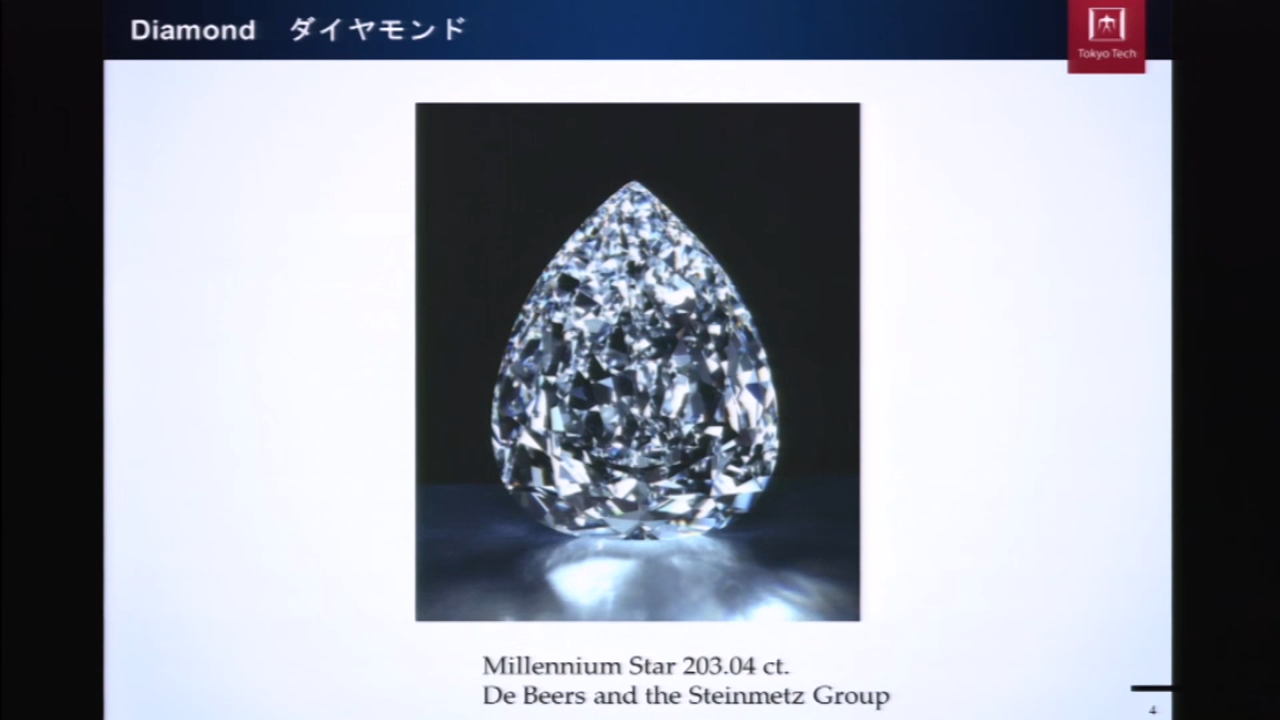 Diamond ダイヤモンド
Tokyo Tech
Millennium Star 203.04 ct.
De Beers and the Steinmetz Group
4